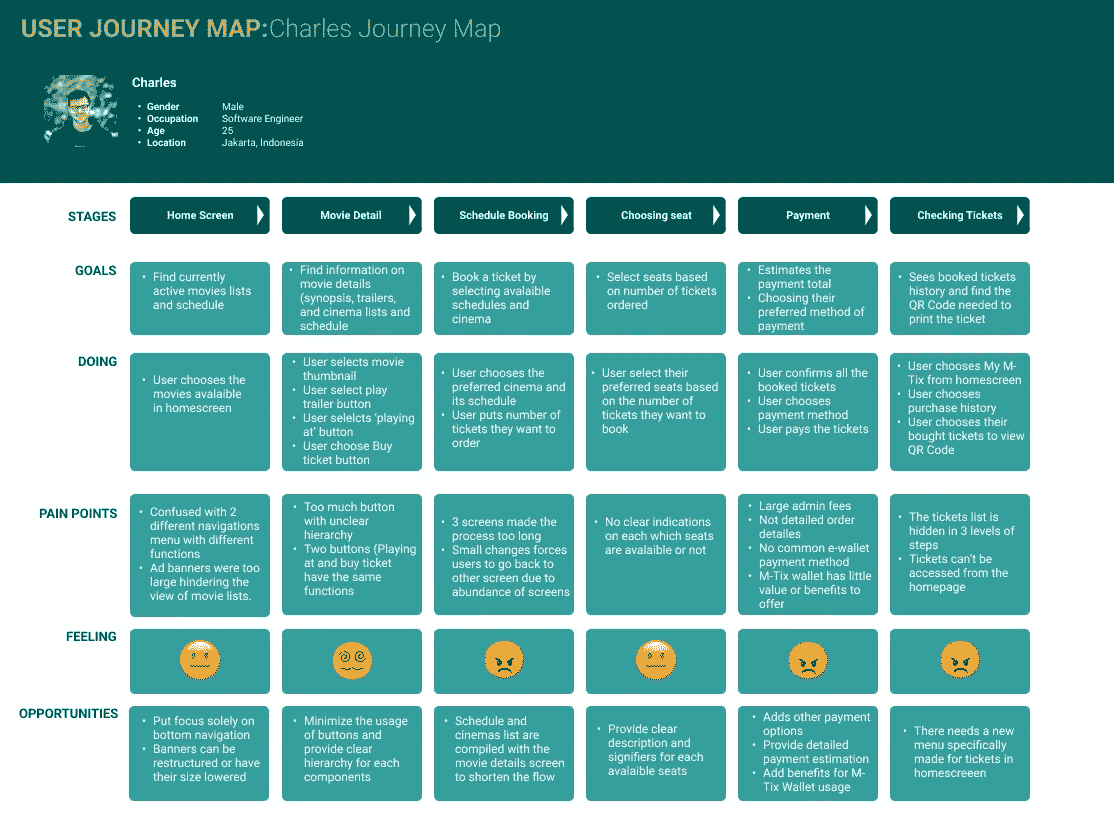 USER JOURNEY MAP:Charles Journey Map
Charles
• Gender Male
• Occupation Software Engineer
• Age 25
• Location Jakarta, Indonesia
STAGES
Home Screen
Movie Detail
Schedule Booking
Choosing seat
Payment
Checking Tickets
GOALS
• Find currently
active movies lists
and schedule
• Find information on
movie details
(synopsis, trailers,
and cinema lists and
schedule
• Book a ticket by
selecting avalaible
schedules and
cinema
• Select seats based
on number of tickets
ordered
• Estimates the
payment total
• Choosing their
preferred method of
payment
• Sees booked tickets
history and find the
QR Code needed to
print the ticket
DOING
• User chooses the
movies avalaible
in homescreen
• User selects movie
thumbnail
• User select play
trailer button
• User selelcts 'playing
at' button
• User choose Buy
ticket button
• User chooses the
preferred cinema and
its schedule
• User puts number of
tickets they want to
order
• User select their
preferred seats based
on the number of
tickets they want to
book
• User confirms all the
booked tickets
• User chooses
payment method
• User pays the tickets
• User chooses My M-
Tix from homescreen
• User chooses
purchase history
• User chooses their
bought tickets to view
QR Code
PAIN POINTS
• Confused with 2
different navigations
menu with different
functions
• Ad banners were too
large hindering the
view of movie lists.
• Too much button
with unclear
hierarchy
• Two buttons (Playing
at and buy ticket
have the same
functions
• 3 screens made the
process too long
• Small changes forces
users to go back to
other screen due to
abundance of screens
• No clear indications
on each which seats
are avalaible or not
• Large admin fees
• Not detailed order
detailes
• No common e-wallet
payment method
• M-Tix wallet has little
value or benefits to
offer
• The tickets list is
hidden in 3 levels of
steps
• Tickets can't be
accessed from the
homepage
FEELING
OPPORTUNITIES
• Put focus solely on
bottom navigation
• Banners can be
restructured or have
their size lowered
• Minimize the usage
of buttons and
provide clear
hierarchy for each
components
• Schedule and
cinemas list are
compiled with the
movie details screen
to shorten the flow
• Provide clear
description and
signifiers for each
avalaible seats
• Adds other payment
options
• Provide detailed
payment estimation
• Add benefits for M-
Tix Wallet usage
• There needs a new
menu specifically
made for tickets in
homescreeen